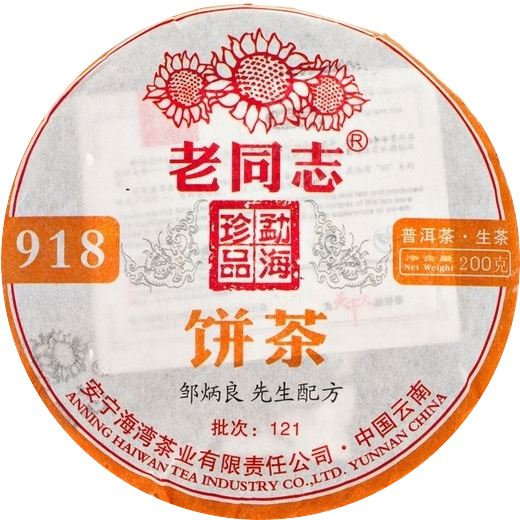 老同志®
918
勐海
珍品
普洱茶·生茶
净含量
Net Weight 200克
饼茶
邹炳良 先生配方
批次：121
安宁海湾茶业有限责任公司·中国云南
ANNING HAIWAN TEA INDUSTRY CO.,LTD. YUNNAN CHINA